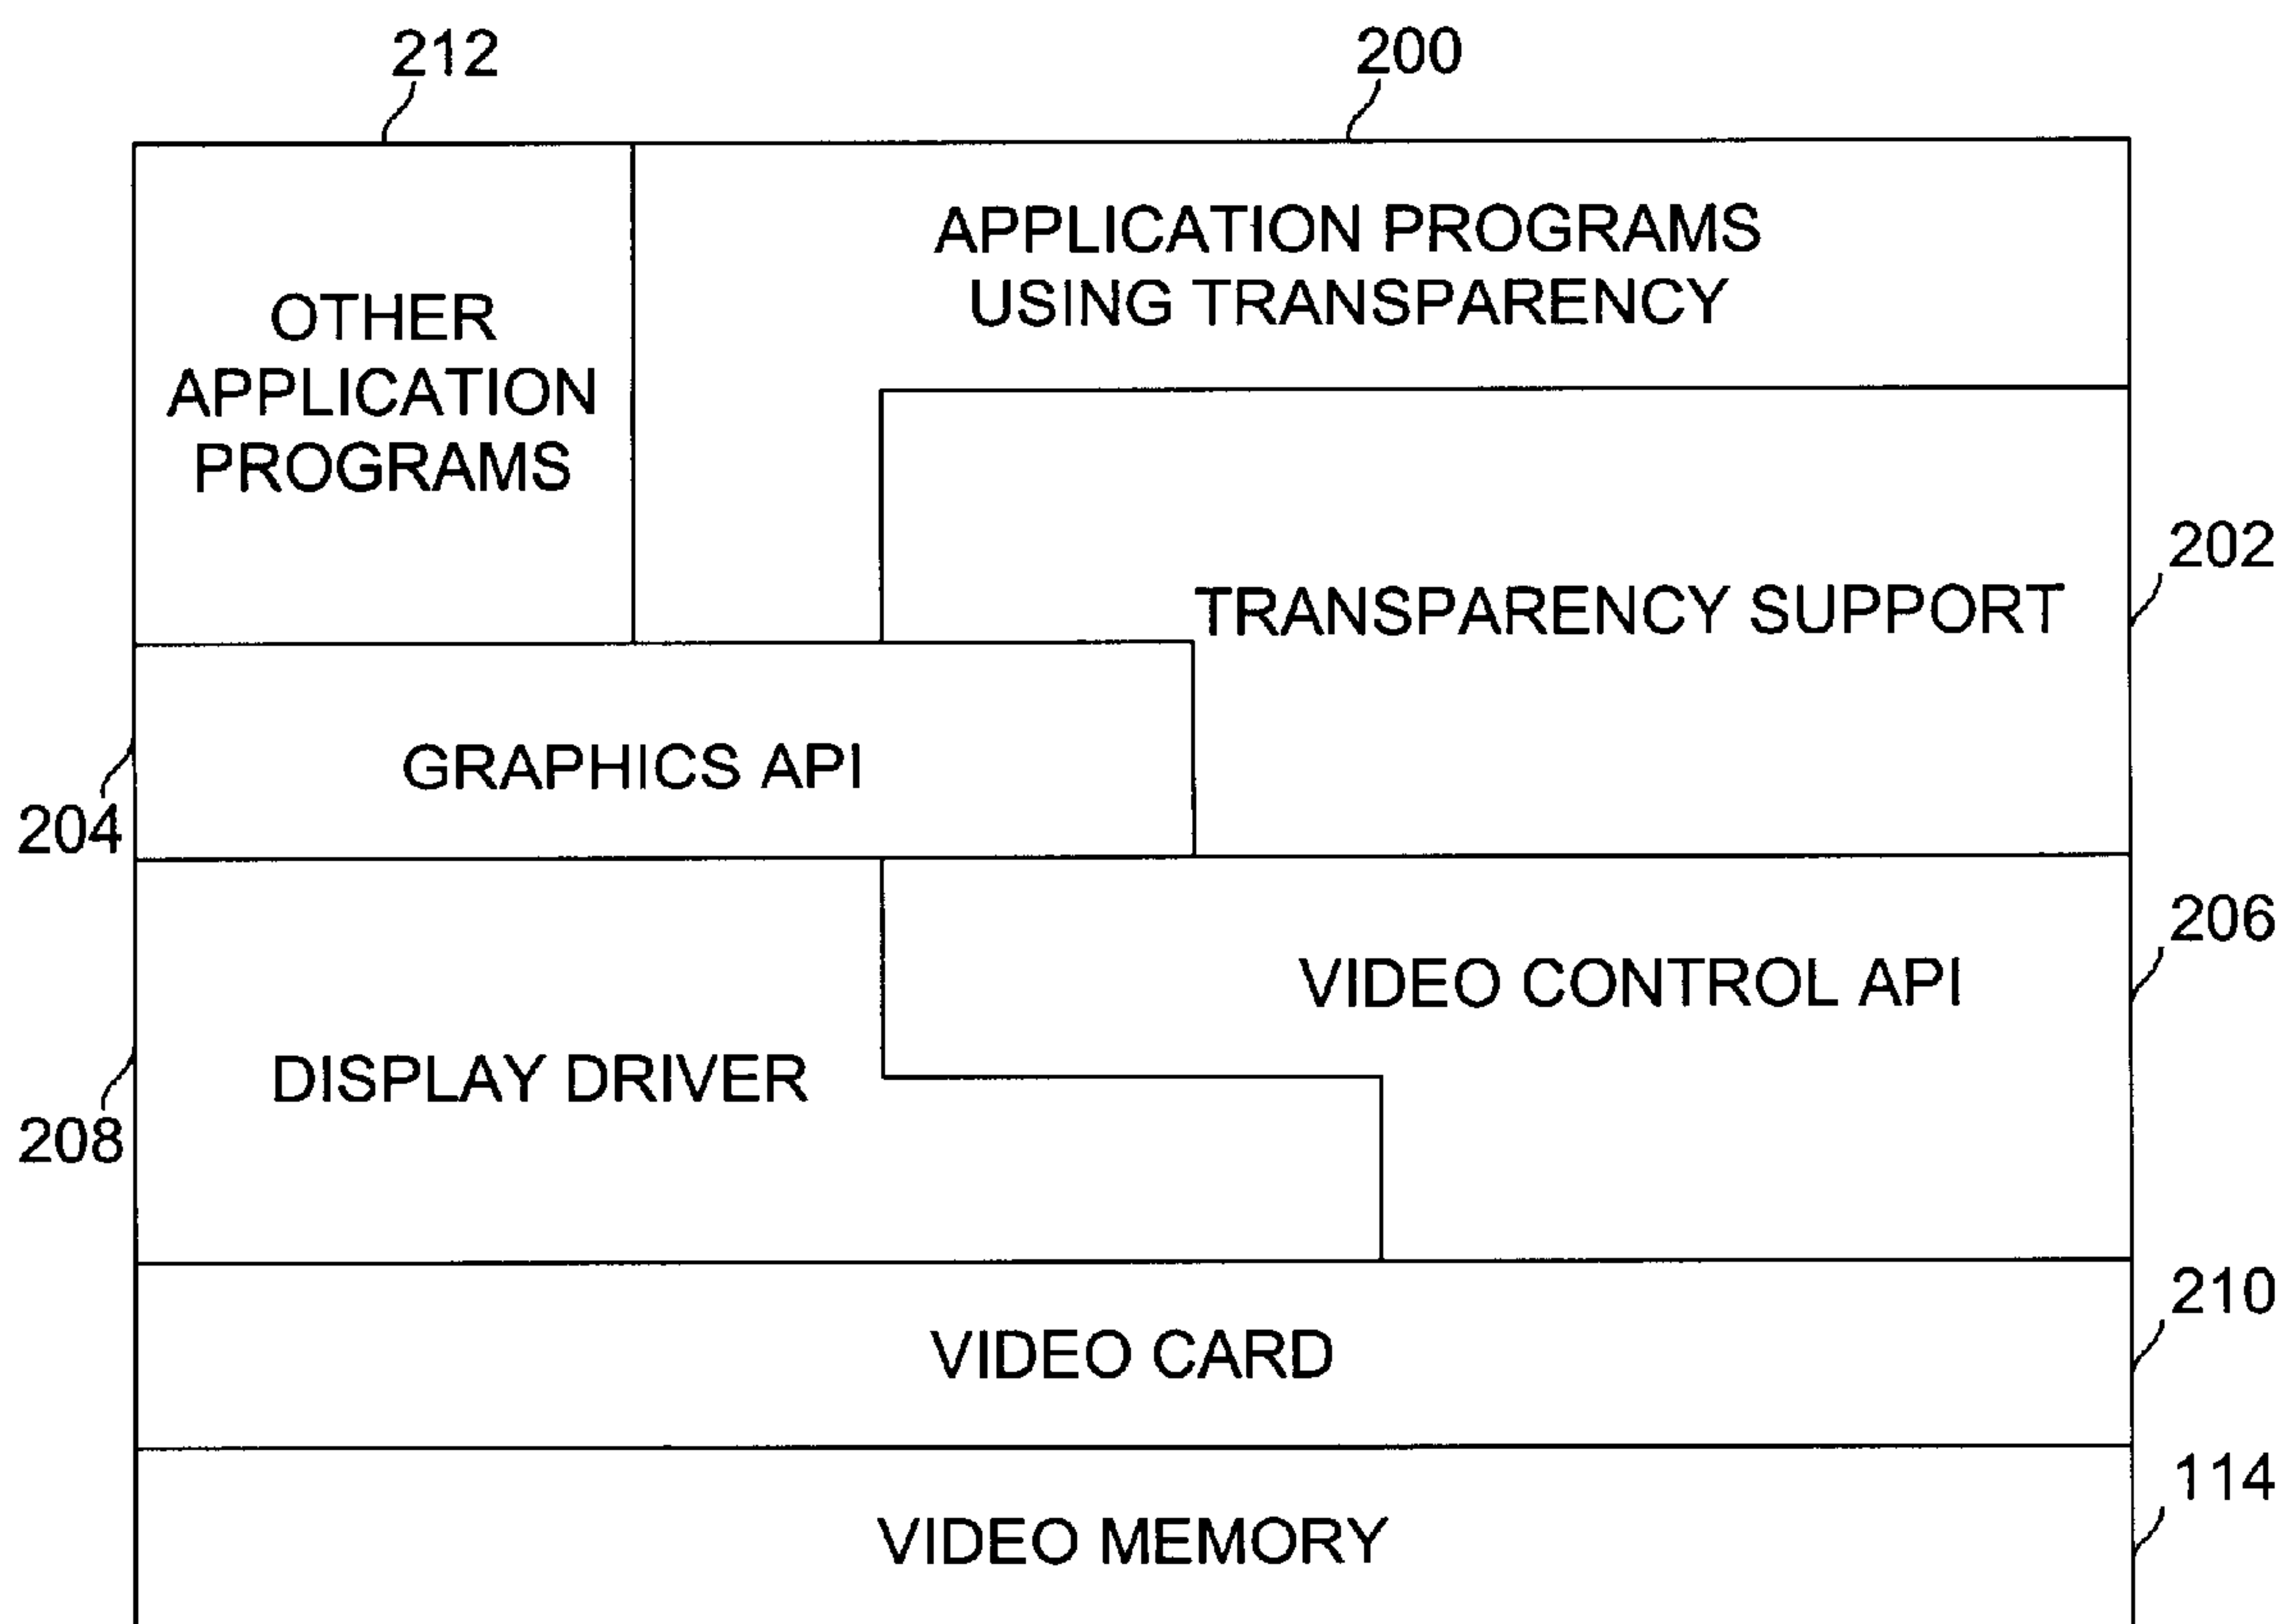 212
200
APPLICATION PROGRAMS
USING TRANSPARENCY
OTHER
APPLICATION
PROGRAMS
202
TRANSPARENCY SUPPORT
GRAPHICS API
204
206
VIDEO CONTROL API
DISPLAY DRIVER
208
210
VIDEO CARD
114
VIDEO MEMORY